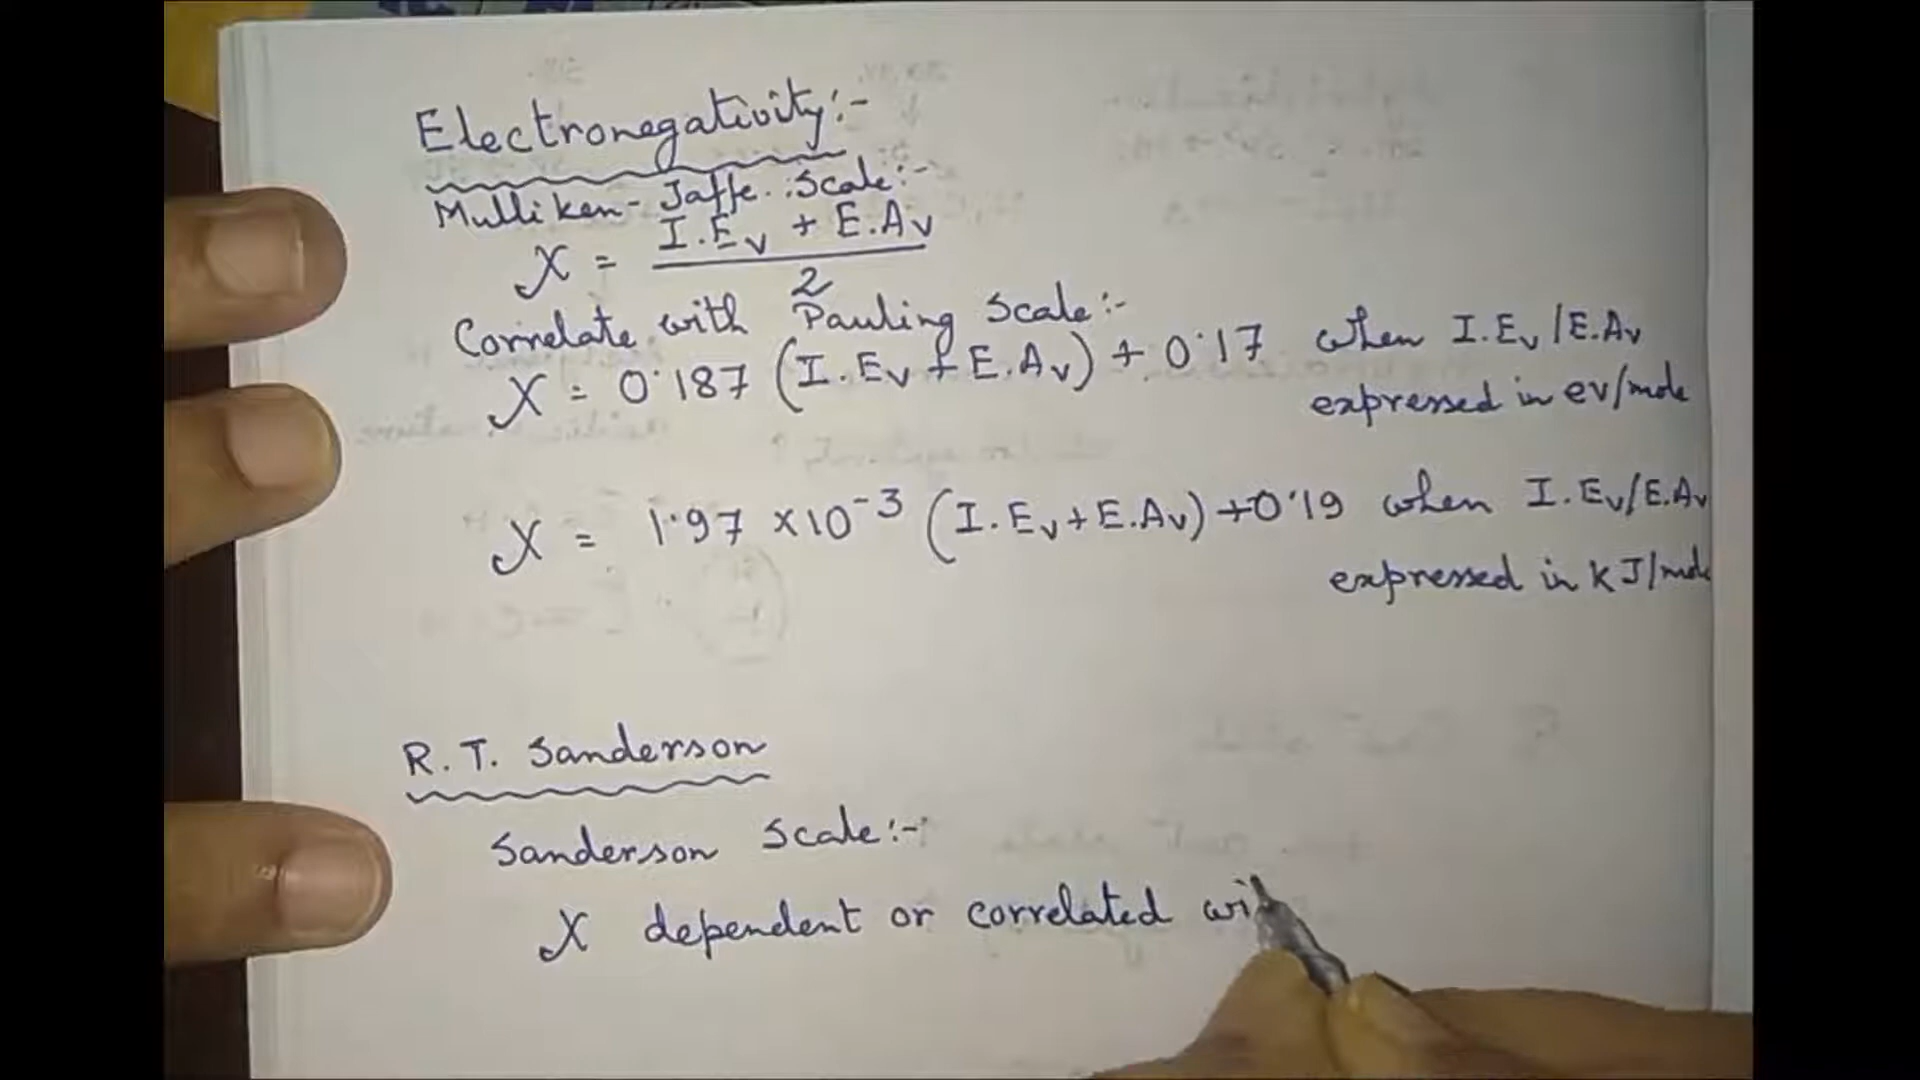 Electronegativity:-
Mulliken-Jaffe. Scale:-
X = I.Ev + E.Av / 2
Correlate with Pauling Scale:-
X = 0.187 (I.Ev + E.Av) + 0.17 when I.Ev/E.Av
expressed in ev/mole
X = 1.97 x10⁻³ (I.Ev + E.Av) + 0.19 when I.Ev/E.Av
expressed in kJ/mole
R.T. Sanderson
Sanderson Scale:-
X dependent or correlated wi